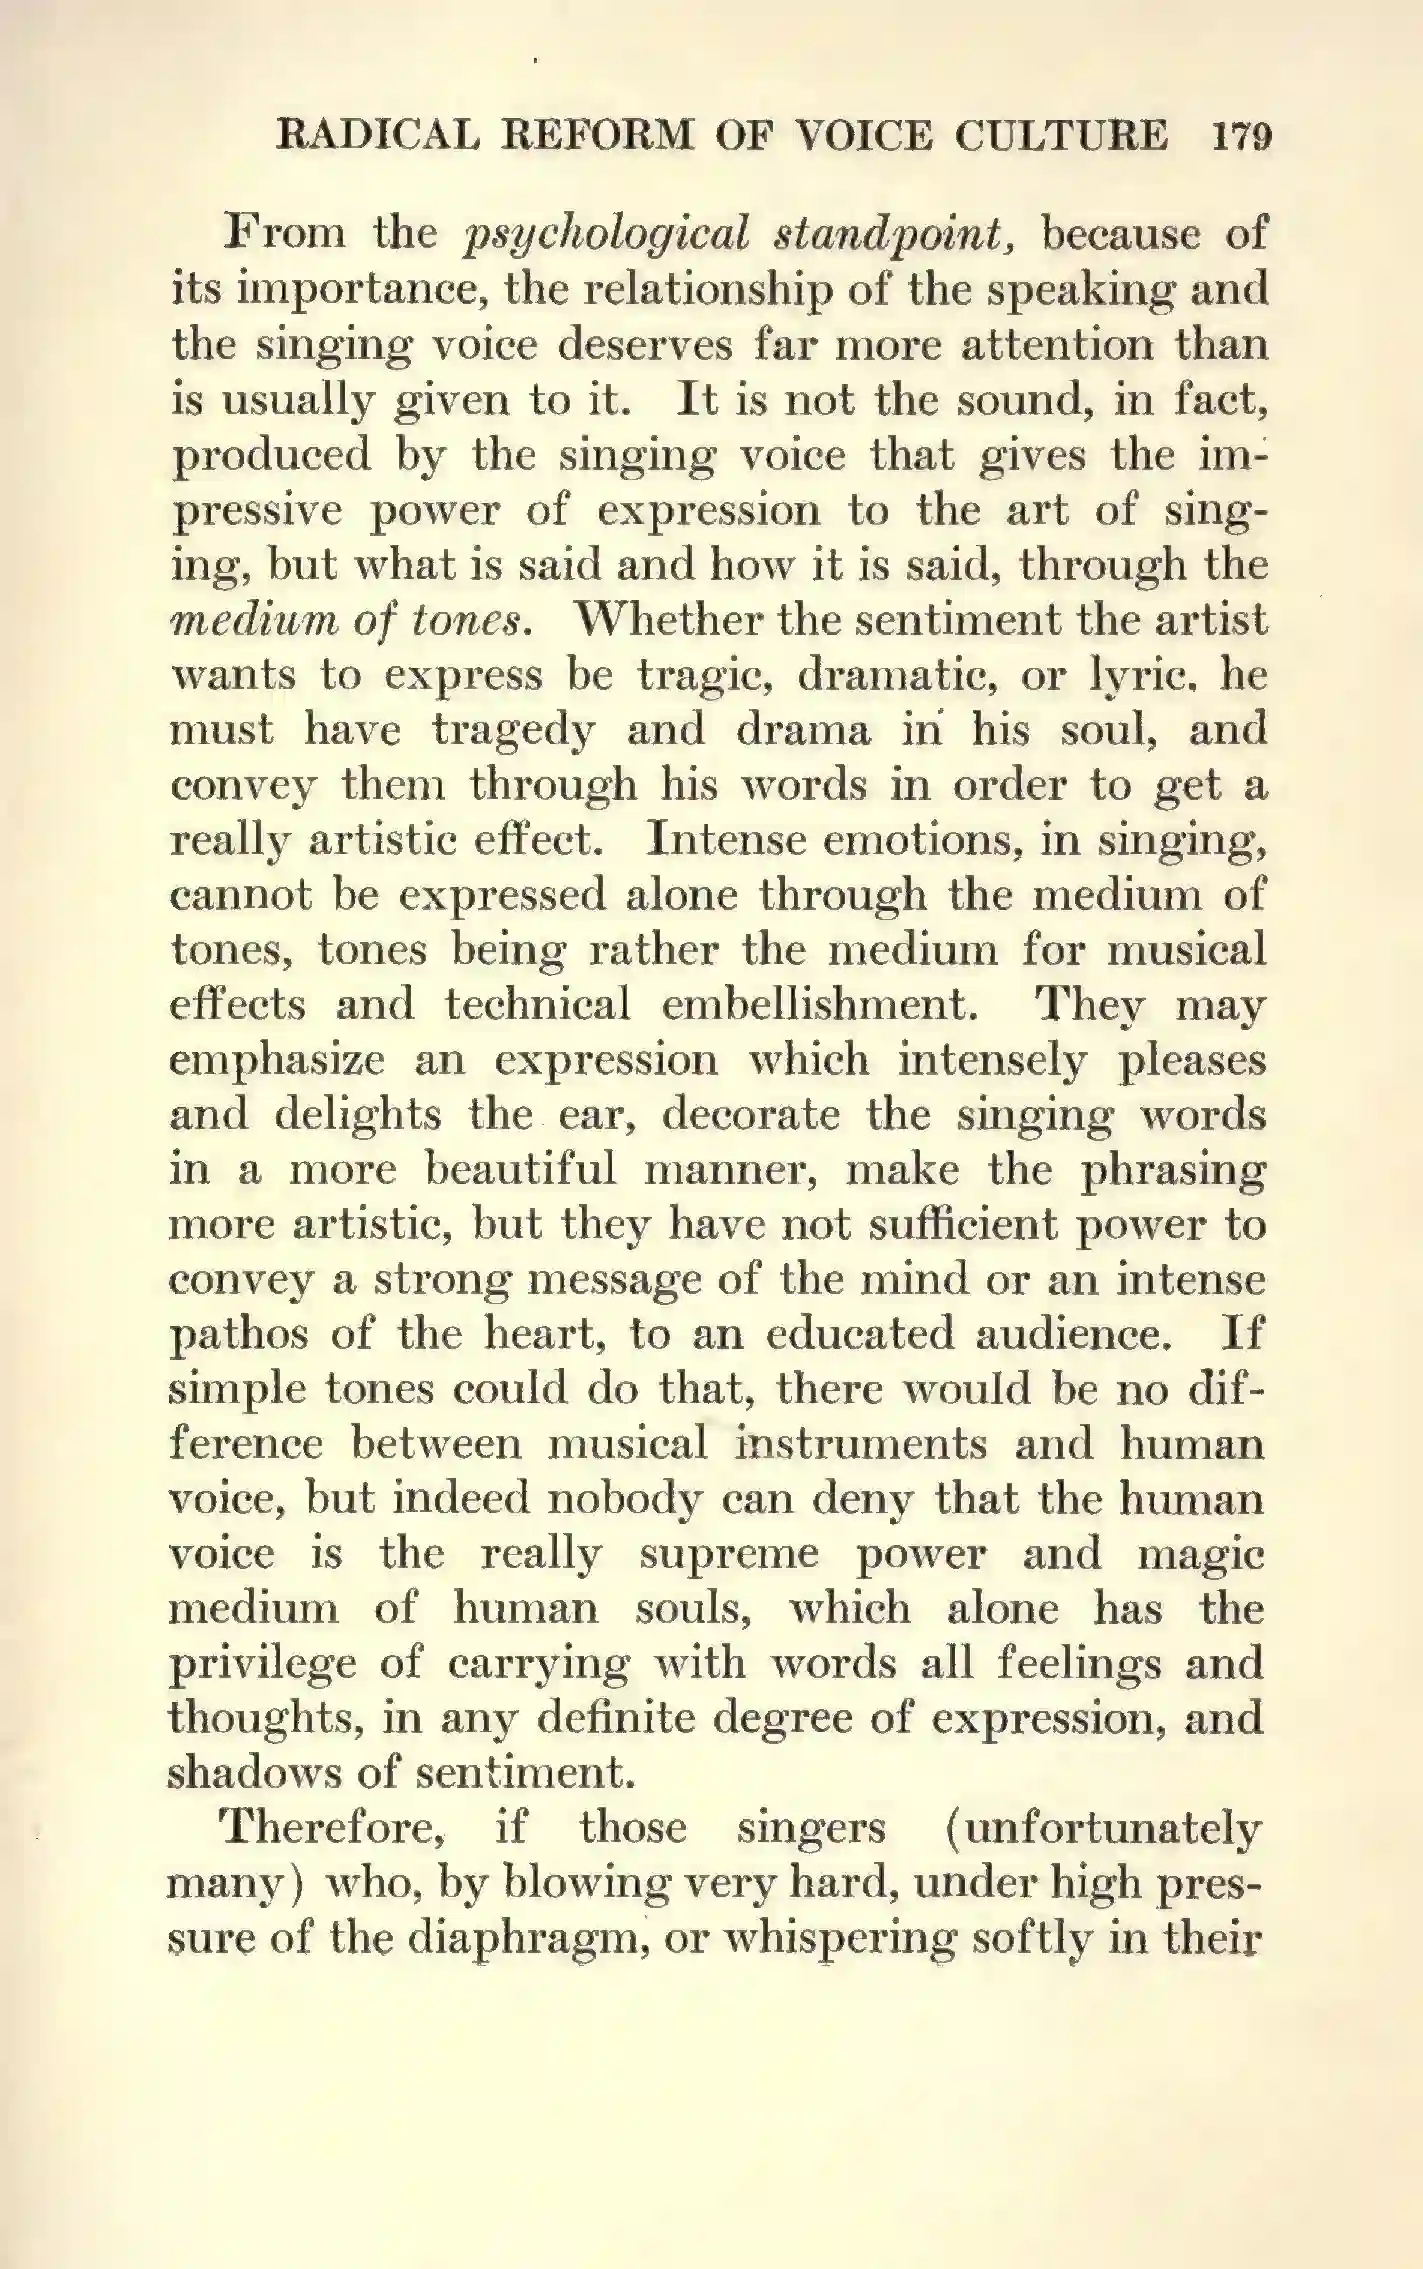 RADICAL REFORM OF VOICE CULTURE 179
From the psychological standpoint, because of
its importance, the relationship of the speaking and
the singing voice deserves far more attention than
is usually given to it. It is not the sound, in fact,
produced by the singing voice that gives the im-
pressive power of expression to the art of sing-
ing, but what is said and how it is said, through the
medium of tones. Whether the sentiment the artist
wants to express be tragic, dramatic, or lyric, he
must have tragedy and drama in his soul, and
convey them through his words in order to get a
really artistic effect. Intense emotions, in singing,
cannot be expressed alone through the medium of
tones, tones being rather the medium for musical
effects and technical embellishment. They may
emphasize an expression which intensely pleases
and delights the ear, decorate the singing words
in a more beautiful manner, make the phrasing
more artistic, but they have not sufficient power to
convey a strong message of the mind or an intense
pathos of the heart, to an educated audience. If
simple tones could do that, there would be no dif-
ference between musical instruments and human
voice, but indeed nobody can deny that the human
voice is the really supreme power and magic
medium of human souls, which alone has the
privilege of carrying with words all feelings and
thoughts, in any definite degree of expression, and
shadows of sentiment.
Therefore, if those singers (unfortunately
many) who, by blowing very hard, under high pres-
sure of the diaphragm, or whispering softly in their